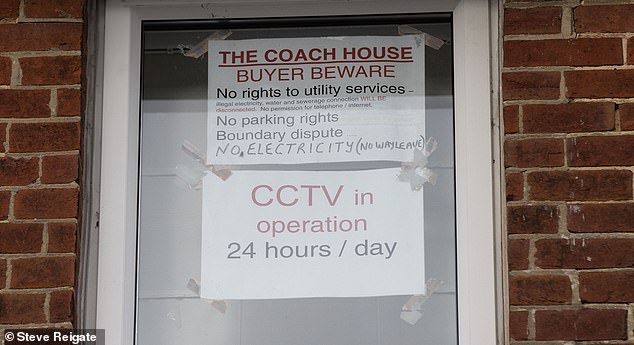 THE COACH HOUSE
BUYER BEWARE
No rights to utility services –
illegal electricity, water and sewerage connection WILL BE
disconnected. No permission for telephone / internet.
No parking rights
Boundary dispute
NO ELECTRICITY (NO WAYLEAVE)
CCTV in
operation
24 hours / day
© Steve Reigate